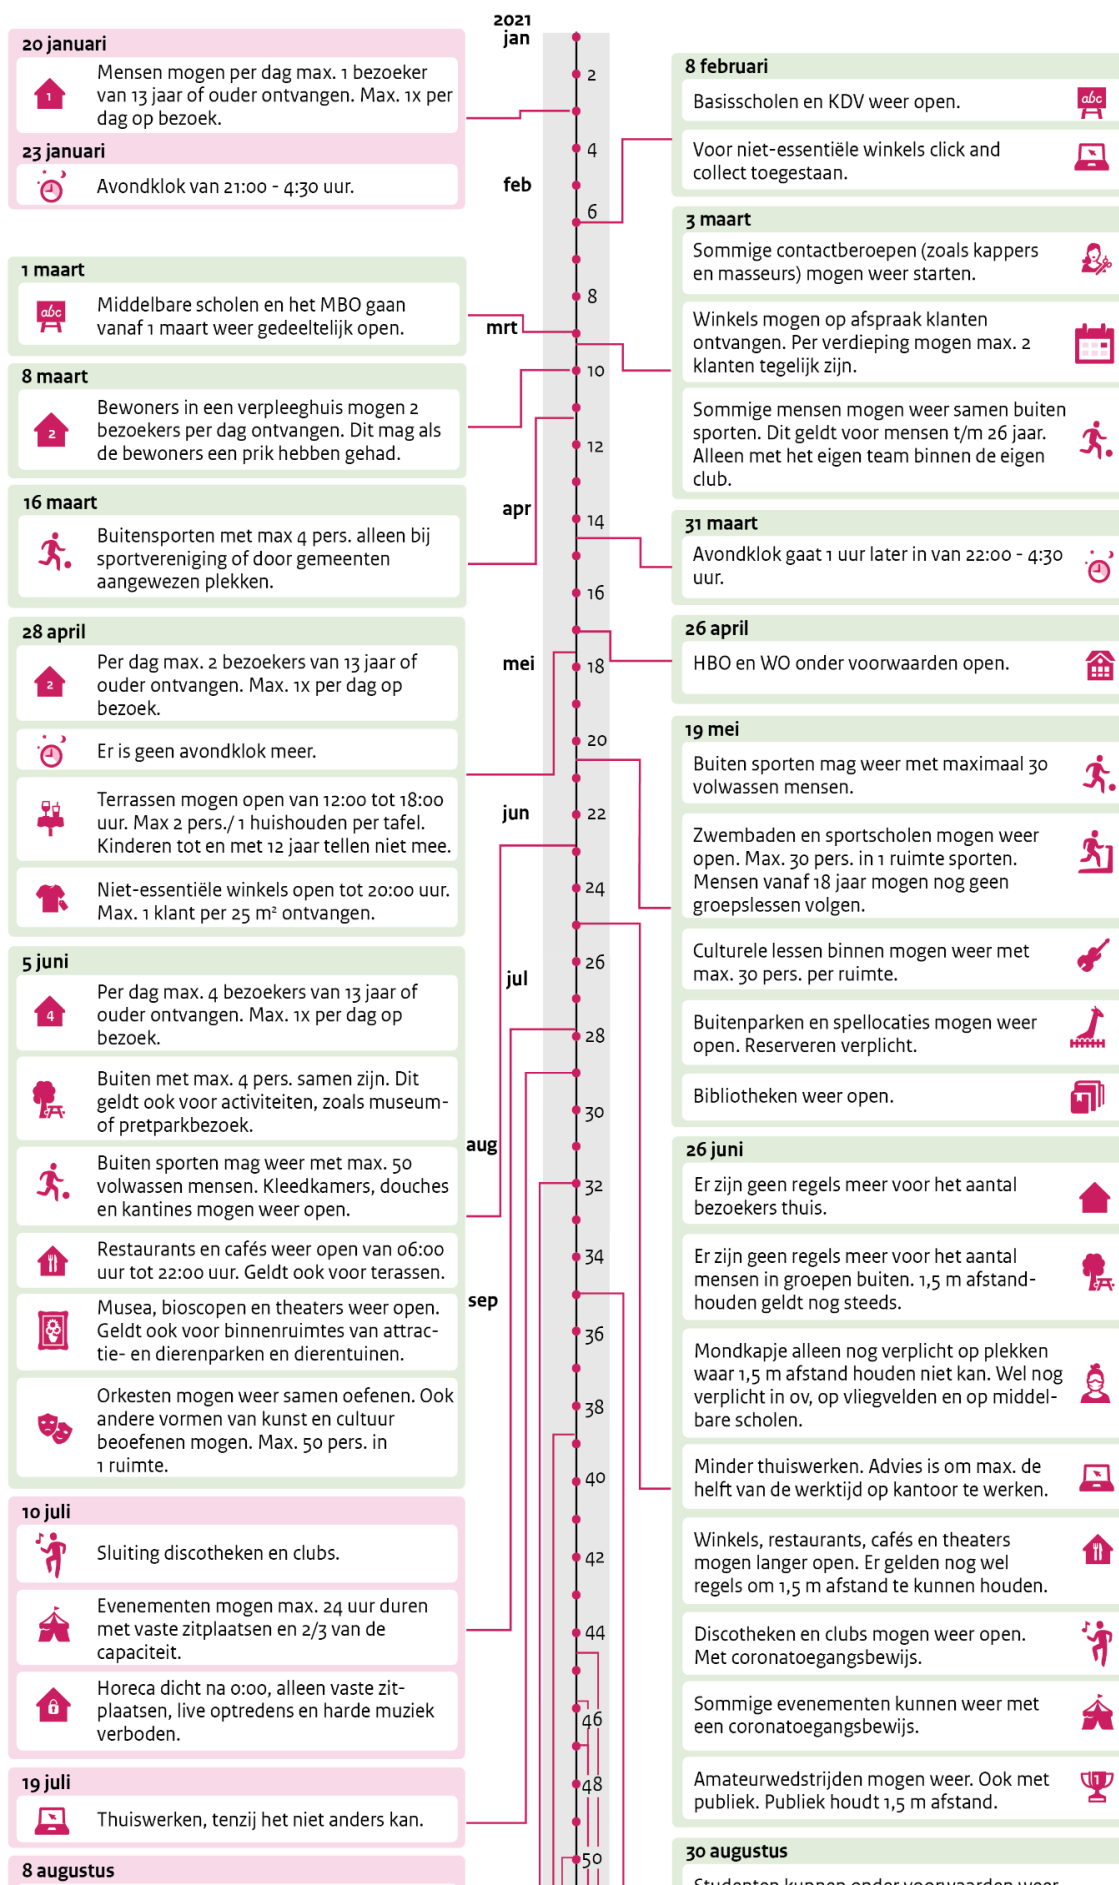 2021
jan
20 januari
1
Mensen mogen per dag max. 1 bezoeker
van 13 jaar of ouder ontvangen. Max. 1x per
dag op bezoek.
23 januari
Avondklok van 21:00 - 4:30 uur.
1 maart
abc
Middelbare scholen en het MBO gaan
vanaf 1 maart weer gedeeltelijk open.
8 maart
2
Bewoners in een verpleeghuis mogen 2
bezoekers per dag ontvangen. Dit mag als
de bewoners een prik hebben gehad.
16 maart
Buitensporten met max 4 pers. alleen bij
sportvereniging of door gemeenten
aangewezen plekken.
28 april
2
Per dag max. 2 bezoekers van 13 jaar of
ouder ontvangen. Max. 1x per dag op
bezoek.
Er is geen avondklok meer.
Terrassen mogen open van 12:00 tot 18:00
uur. Max 2 pers./ 1 huishouden per tafel.
Kinderen tot en met 12 jaar tellen niet mee.
Niet-essentiële winkels open tot 20:00 uur.
Max. 1 klant per 25 m² ontvangen.
5 juni
4
Per dag max. 4 bezoekers van 13 jaar of
ouder ontvangen. Max. 1x per dag op
bezoek.
Buiten met max. 4 pers. samen zijn. Dit
geldt ook voor activiteiten, zoals museum-
of pretparkbezoek.
Buiten sporten mag weer met max. 50
volwassen mensen. Kleedkamers, douches
en kantines mogen weer open.
Restaurants en cafés weer open van 06:00
uur tot 22:00 uur. Geldt ook voor terassen.
Musea, bioscopen en theaters weer open.
Geldt ook voor binnenruimtes van attrac-
tie- en dierenparken en dierentuinen.
Orkesten mogen weer samen oefenen. Ook
andere vormen van kunst en cultuur
beoefenen mogen. Max. 50 pers. in
1 ruimte.
10 juli
Sluiting discotheken en clubs.
Evenementen mogen max. 24 uur duren
met vaste zitplaatsen en 2/3 van de
capaciteit.
Horeca dicht na 0:00, alleen vaste zit-
plaatsen, live optredens en harde muziek
verboden.
19 juli
Thuiswerken, tenzij het niet anders kan.
8 augustus
2
4
feb
6
8
mrt
10
12
apr
14
16
mei
18
20
jun
22
24
26
jul
28
30
aug
32
34
sep
36
38
40
42
44
46
48
50
8 februari
Basisscholen en KDV weer open.
abc
Voor niet-essentiële winkels click and
collect toegestaan.
3 maart
Sommige contactberoepen (zoals kappers
en masseurs) mogen weer starten.
Winkels mogen op afspraak klanten
ontvangen. Per verdieping mogen max. 2
klanten tegelijk zijn.
Sommige mensen mogen weer samen buiten
sporten. Dit geldt voor mensen t/m 26 jaar.
Alleen met het eigen team binnen de eigen
club.
31 maart
Avondklok gaat 1 uur later in van 22:00 - 4:30
uur.
26 april
HBO en WO onder voorwaarden open.
19 mei
Buiten sporten mag weer met maximaal 30
volwassen mensen.
Zwembaden en sportscholen mogen weer
open. Max. 30 pers. in 1 ruimte sporten.
Mensen vanaf 18 jaar mogen nog geen
groepslessen volgen.
Culturele lessen binnen mogen weer met
max. 30 pers. per ruimte.
Buitenparken en spellocaties mogen weer
open. Reserveren verplicht.
Bibliotheken weer open.
26 juni
Er zijn geen regels meer voor het aantal
bezoekers thuis.
Er zijn geen regels meer voor het aantal
mensen in groepen buiten. 1,5 m afstand-
houden geldt nog steeds.
Mondkapje alleen nog verplicht op plekken
waar 1,5 m afstand houden niet kan. Wel nog
verplicht in ov, op vliegvelden en op middel-
bare scholen.
Minder thuiswerken. Advies is om max. de
helft van de werktijd op kantoor te werken.
Winkels, restaurants, cafés en theaters
mogen langer open. Er gelden nog wel
regels om 1,5 m afstand te kunnen houden.
Discotheken en clubs mogen weer open.
Met coronatoegangsbewijs.
Sommige evenementen kunnen weer met
een coronatoegangsbewijs.
Amateurwedstrijden mogen weer. Ook met
publiek. Publiek houdt 1,5 m afstand.
1
30 augustus
Studenten kunnen onder voorwaarden weer